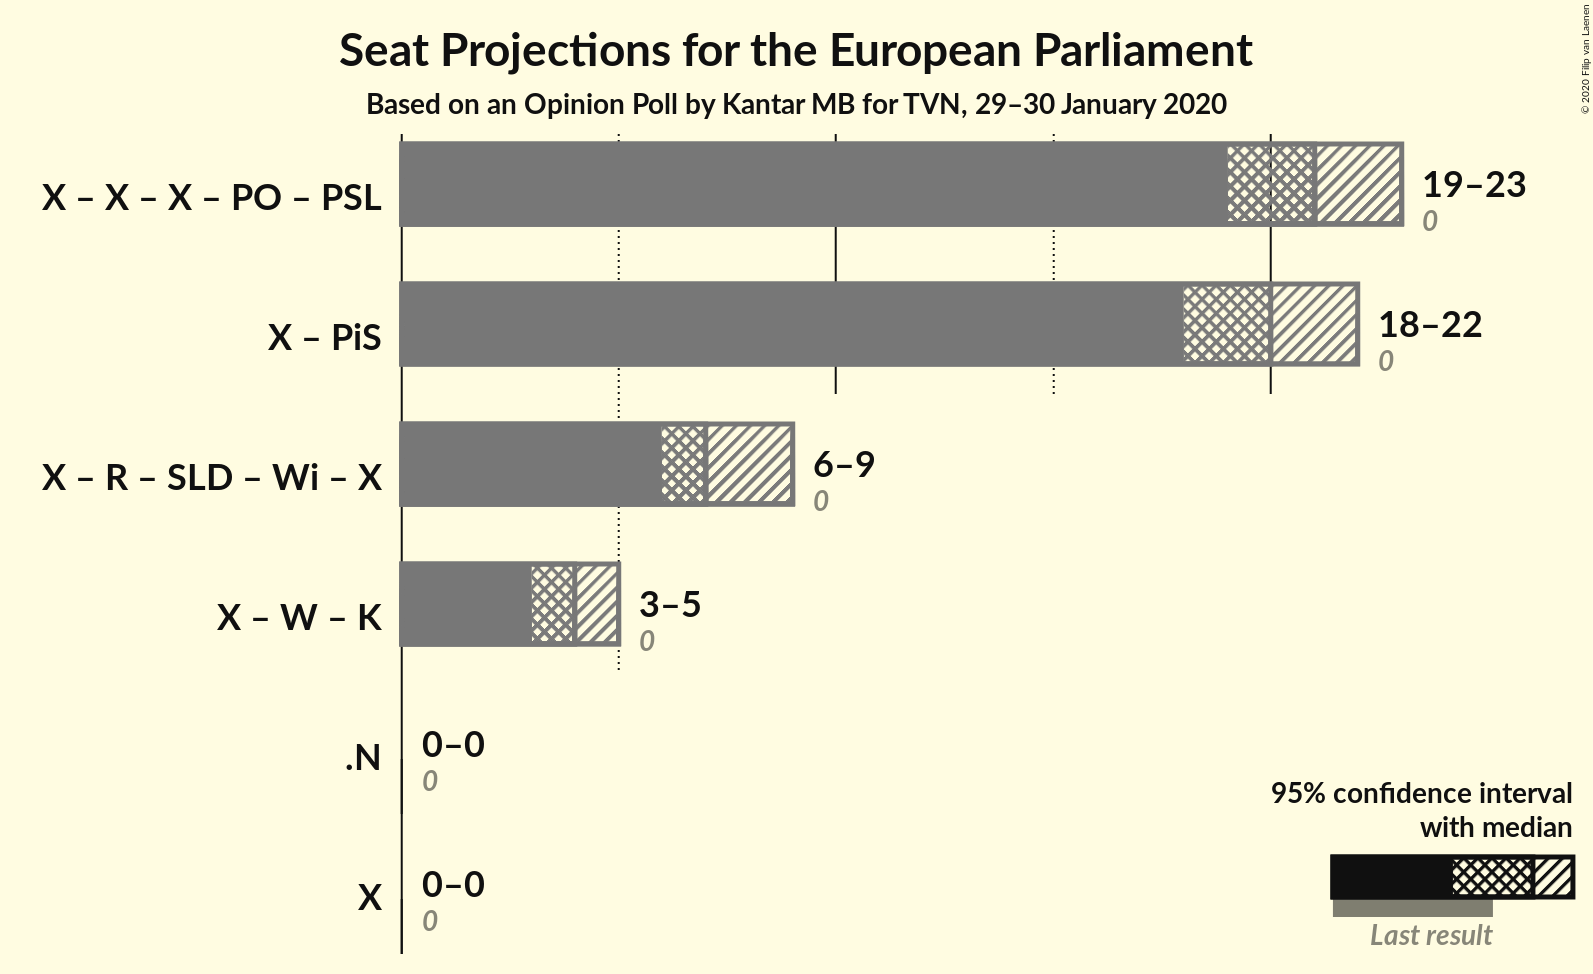 Seat Projections for the European Parliament
Based on an Opinion Poll by Kantar MB for TVN, 29–30 January 2020
© 2020 Filip van Laenen
X – X – X – PO – PSL
19–23
0
X – PiS
18–22
0
X – R – SLD – Wi – X
6–9
0
X – W – K
3–5
0
.N
0–0
0
X
0–0
0
95% confidence interval
with median
Last result